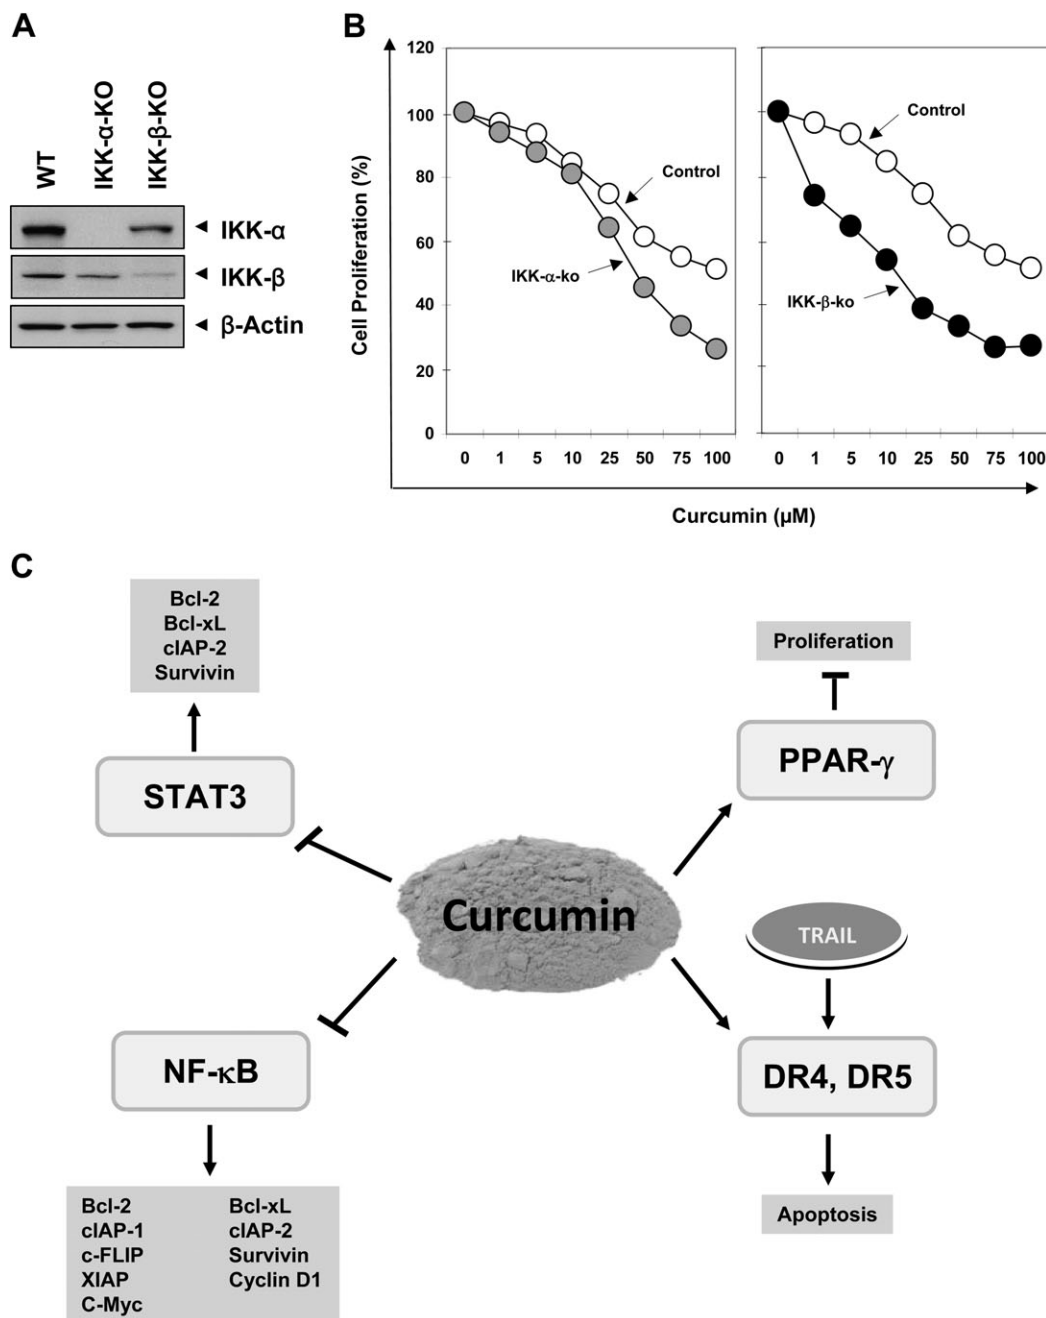 A
WT
IKK-α-KO
IKK-β-KO
IKK-α
IKK-β
β-Actin
B
Cell Proliferation (%)
120
100
80
60
40
20
0
Control
IKK-α-ko
0 1 5 10 25 50 75 100
Control
IKK-β-ko
0 1 5 10 25 50 75 100
Curcumin (µM)
C
Bcl-2
Bcl-xL
cIAP-2
Survivin
STAT3
Proliferation
PPAR-γ
Curcumin
TRAIL
NF-κB
DR4, DR5
Bcl-2 Bcl-xL
cIAP-1 cIAP-2
c-FLIP Survivin
XIAP Cyclin D1
C-Myc
Apoptosis